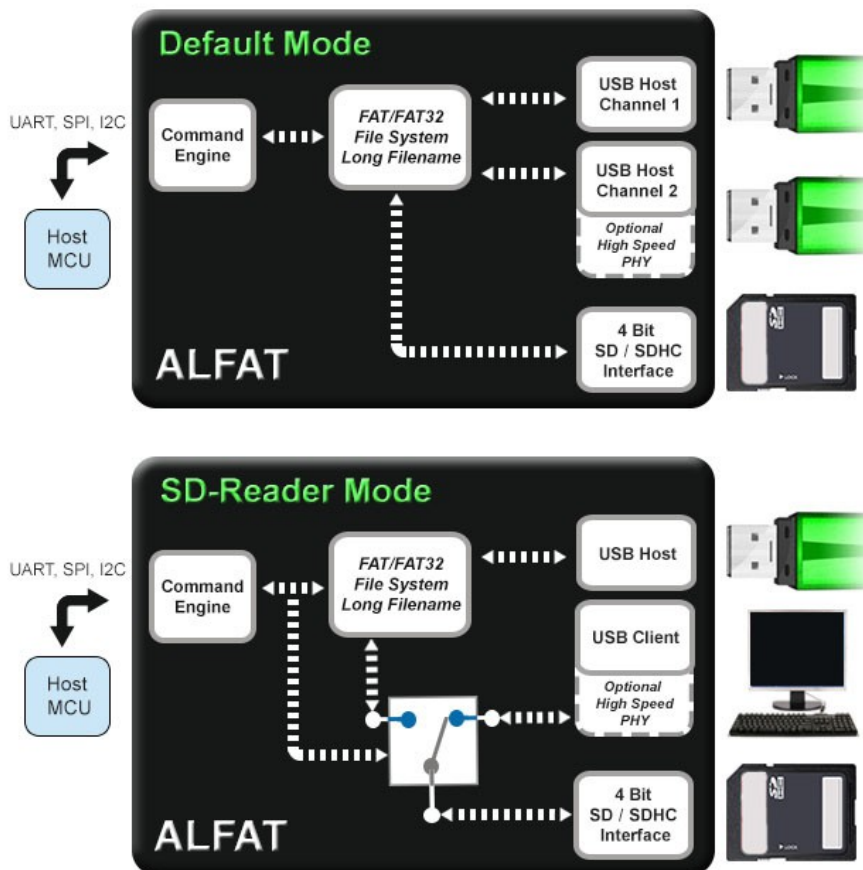 Default Mode
UART, SPI, I2C
Host
MCU
Command
Engine
FAT/FAT32
File System
Long Filename
USB Host
Channel 1
USB Host
Channel 2
Optional
High Speed
PHY
4 Bit
SD / SDHC
Interface
ALFAT
LOCK
SD-Reader Mode
UART, SPI, I2C
Host
MCU
Command
Engine
FAT/FAT32
File System
Long Filename
USB Host
USB Client
Optional
High Speed
PHY
4 Bit
SD / SDHC
Interface
ALFAT
LOCK